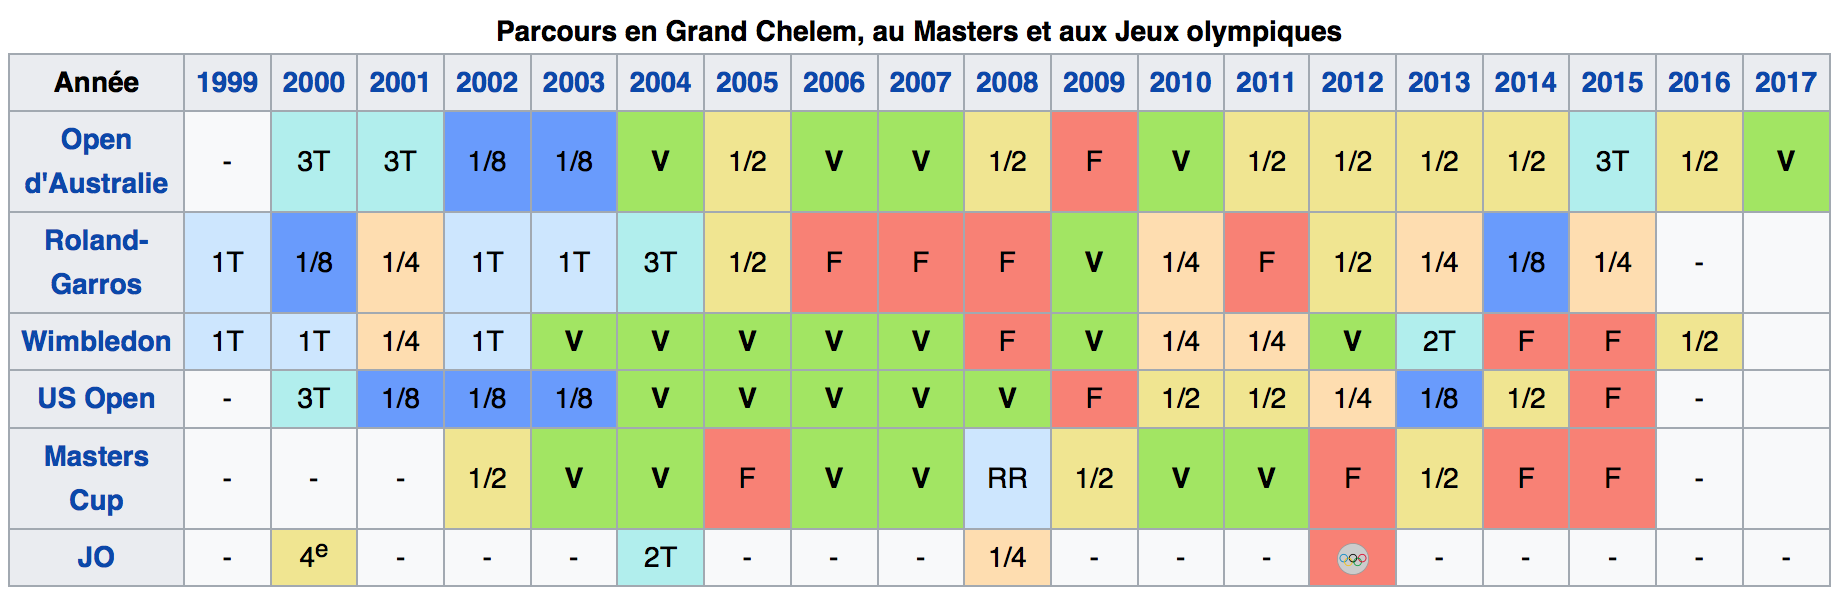 Parcours en Grand Chelem, au Masters et aux Jeux olympiques
Année 1999 2000 2001 2002 2003 2004 2005 2006 2007 2008 2009 2010 2011 2012 2013 2014 2015 2016 2017
Open d'Australie - 3T 3T 1/8 1/8 V 1/2 V V 1/2 F V 1/2 1/2 1/2 1/2 3T 1/2 V
Roland-Garros 1T 1/8 1/4 1T 1T 3T 1/2 F F F V 1/4 F 1/2 1/4 1/8 1/4 -
Wimbledon 1T 1T 1/4 1T V V V V V F V 1/4 1/4 V 2T F F 1/2
US Open - 3T 1/8 1/8 1/8 V V V V V F 1/2 1/2 1/4 1/8 1/2 F -
Masters Cup - - - 1/2 V V F V V RR 1/2 V V F 1/2 F F -
JO - 4e - - - 2T - - - 1/4 - - - - - - - -